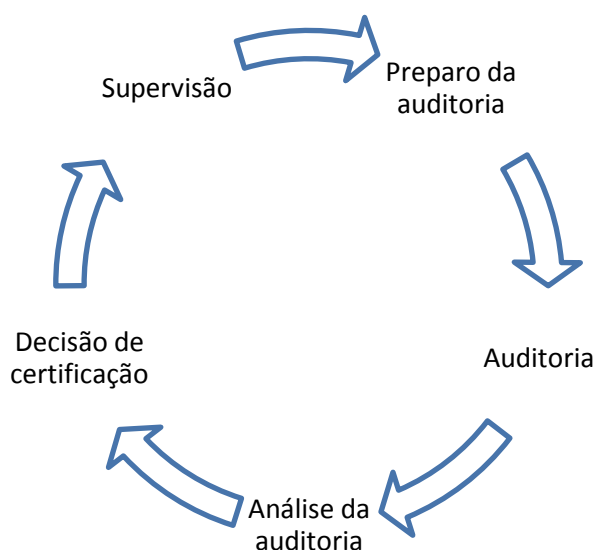 Supervisão
Preparo da
auditoria
Auditoria
Análise da
auditoria
Decisão de
certificação